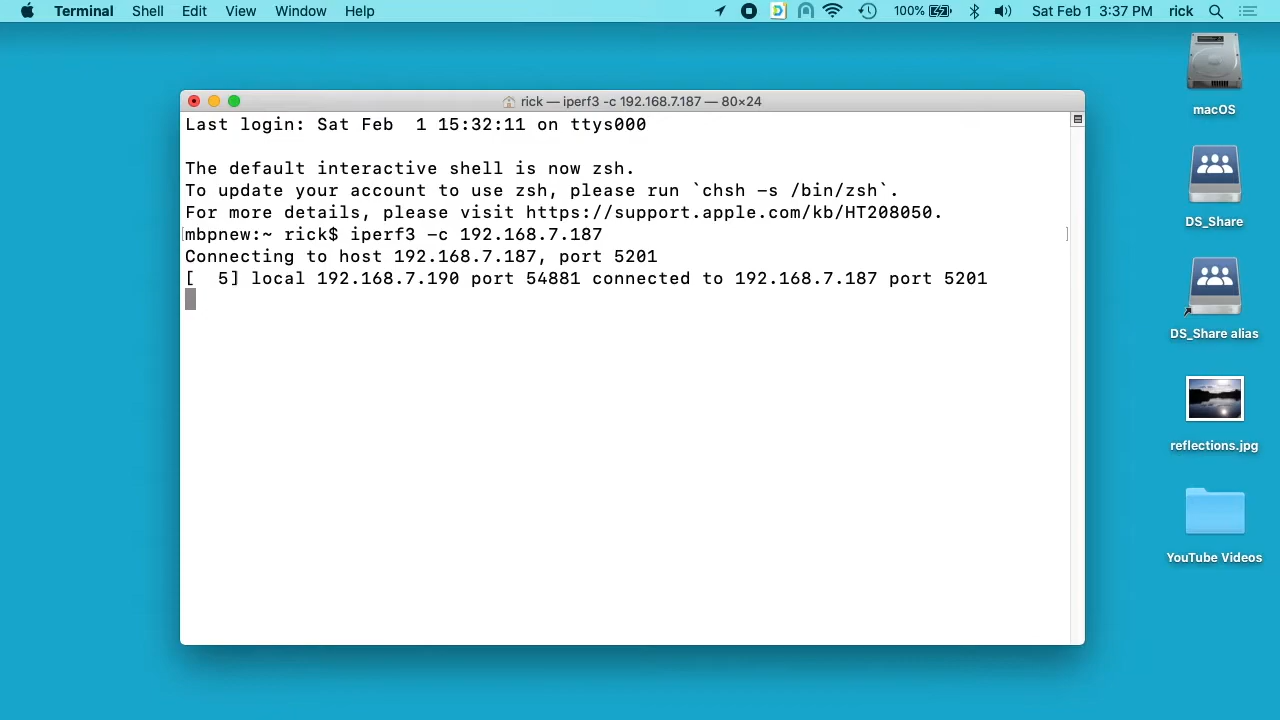 Terminal Shell Edit View Window Help 100% Sat Feb 1 3:37 PM rick
rick — iperf3 -c 192.168.7.187 — 80×24
Last login: Sat Feb  1 15:32:11 on ttys000
The default interactive shell is now zsh.
To update your account to use zsh, please run `chsh -s /bin/zsh`.
For more details, please visit https://support.apple.com/kb/HT208050.
mbpnew:~ rick$ iperf3 -c 192.168.7.187
Connecting to host 192.168.7.187, port 5201
[  5] local 192.168.7.190 port 54881 connected to 192.168.7.187 port 5201
macOS
DS_Share
DS_Share alias
reflections.jpg
YouTube Videos